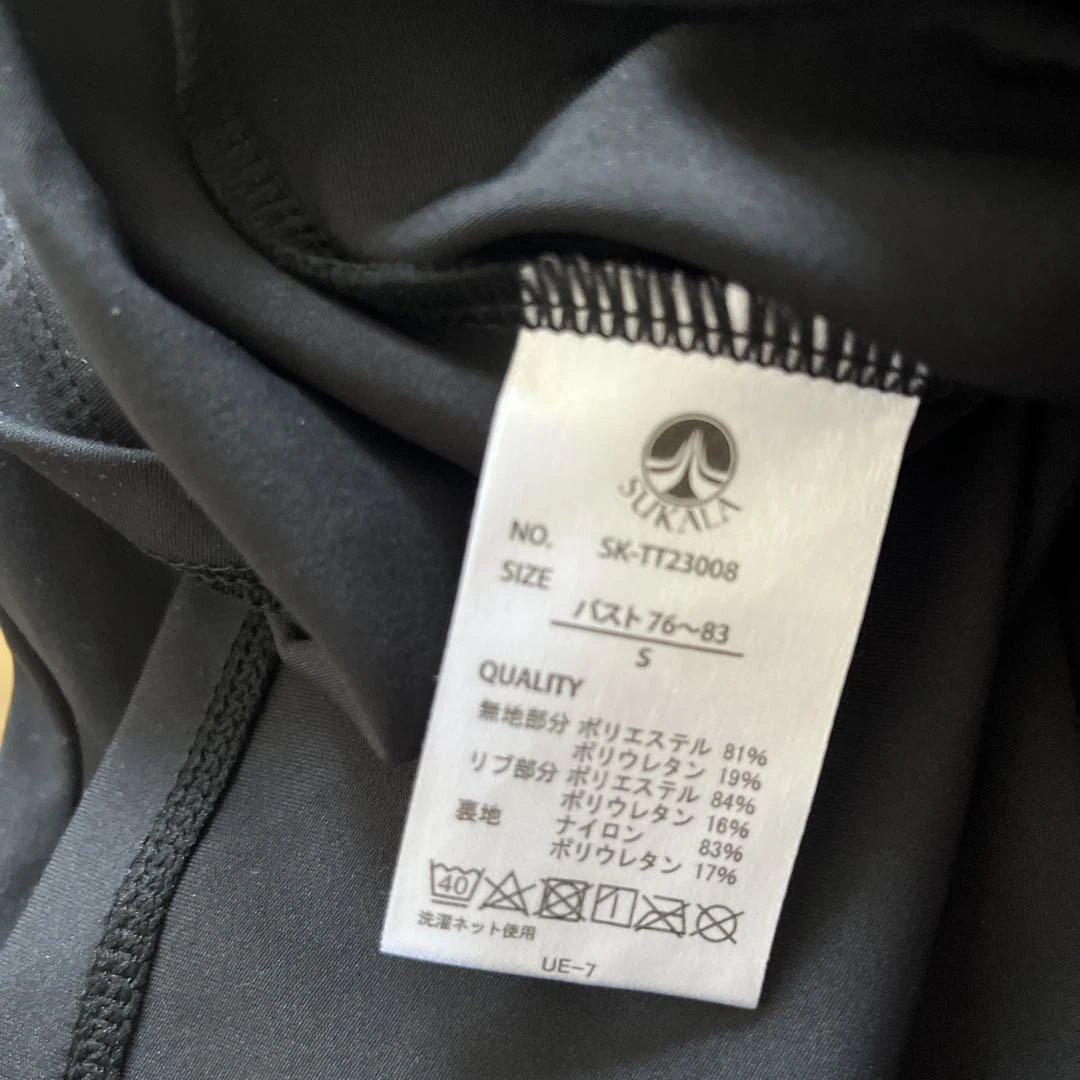 SUKALA
NO. SK-TT23008
SIZE
バスト 76〜83
S
QUALITY
無地部分 ポリエステル 81%
ポリウレタン 19%
リブ部分 ポリエステル 84%
ポリウレタン 16%
裏地 ナイロン 83%
ポリウレタン 17%
40
洗濯ネット使用
UE-7